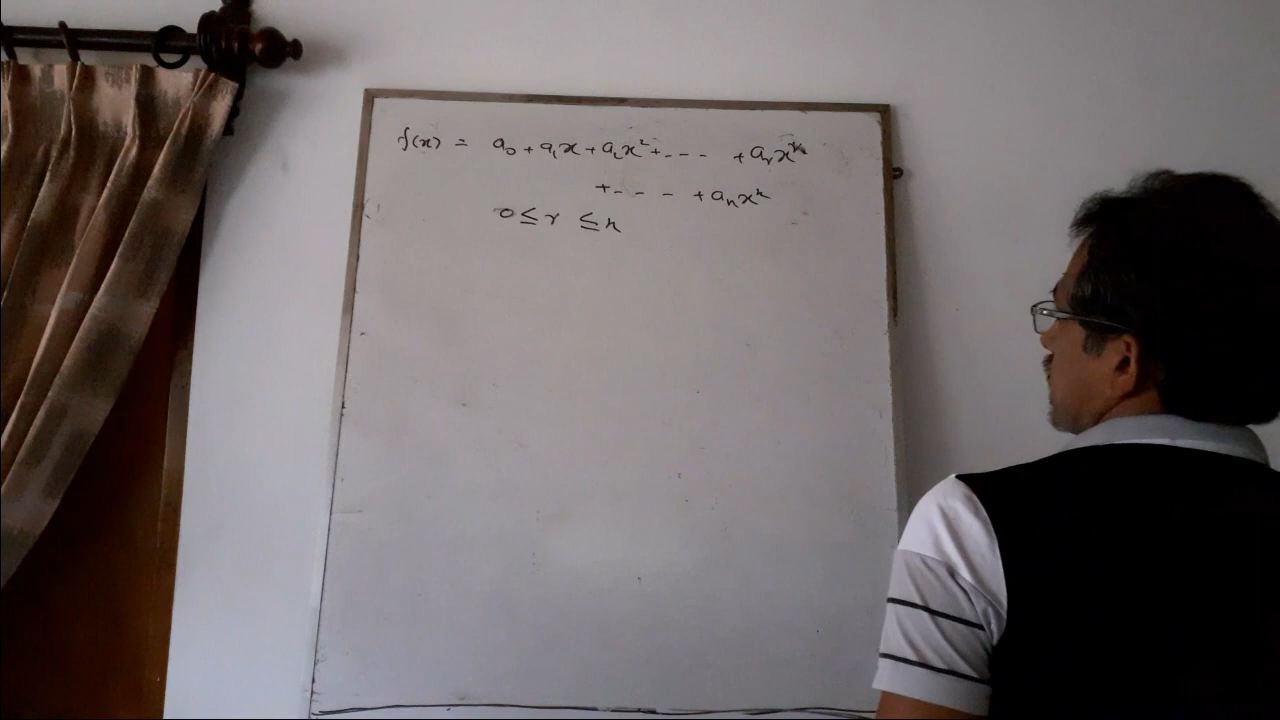 f(x) = a₀ + a₁x + a₂x² + - - - + aᵣxʳ
+ - - - + aₙxⁿ
0 ≤ r ≤ n